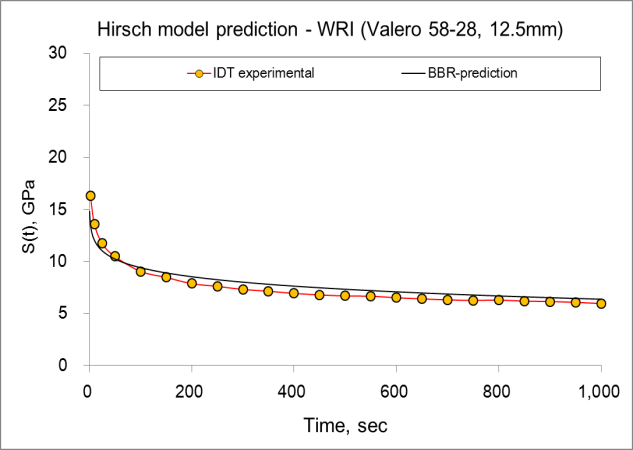 Hirsch model prediction - WRI (Valero 58-28, 12.5mm)
IDT experimental
BBR-prediction
S(t), GPa
30
25
20
15
10
5
0
0
200
400
600
800
1,000
Time, sec